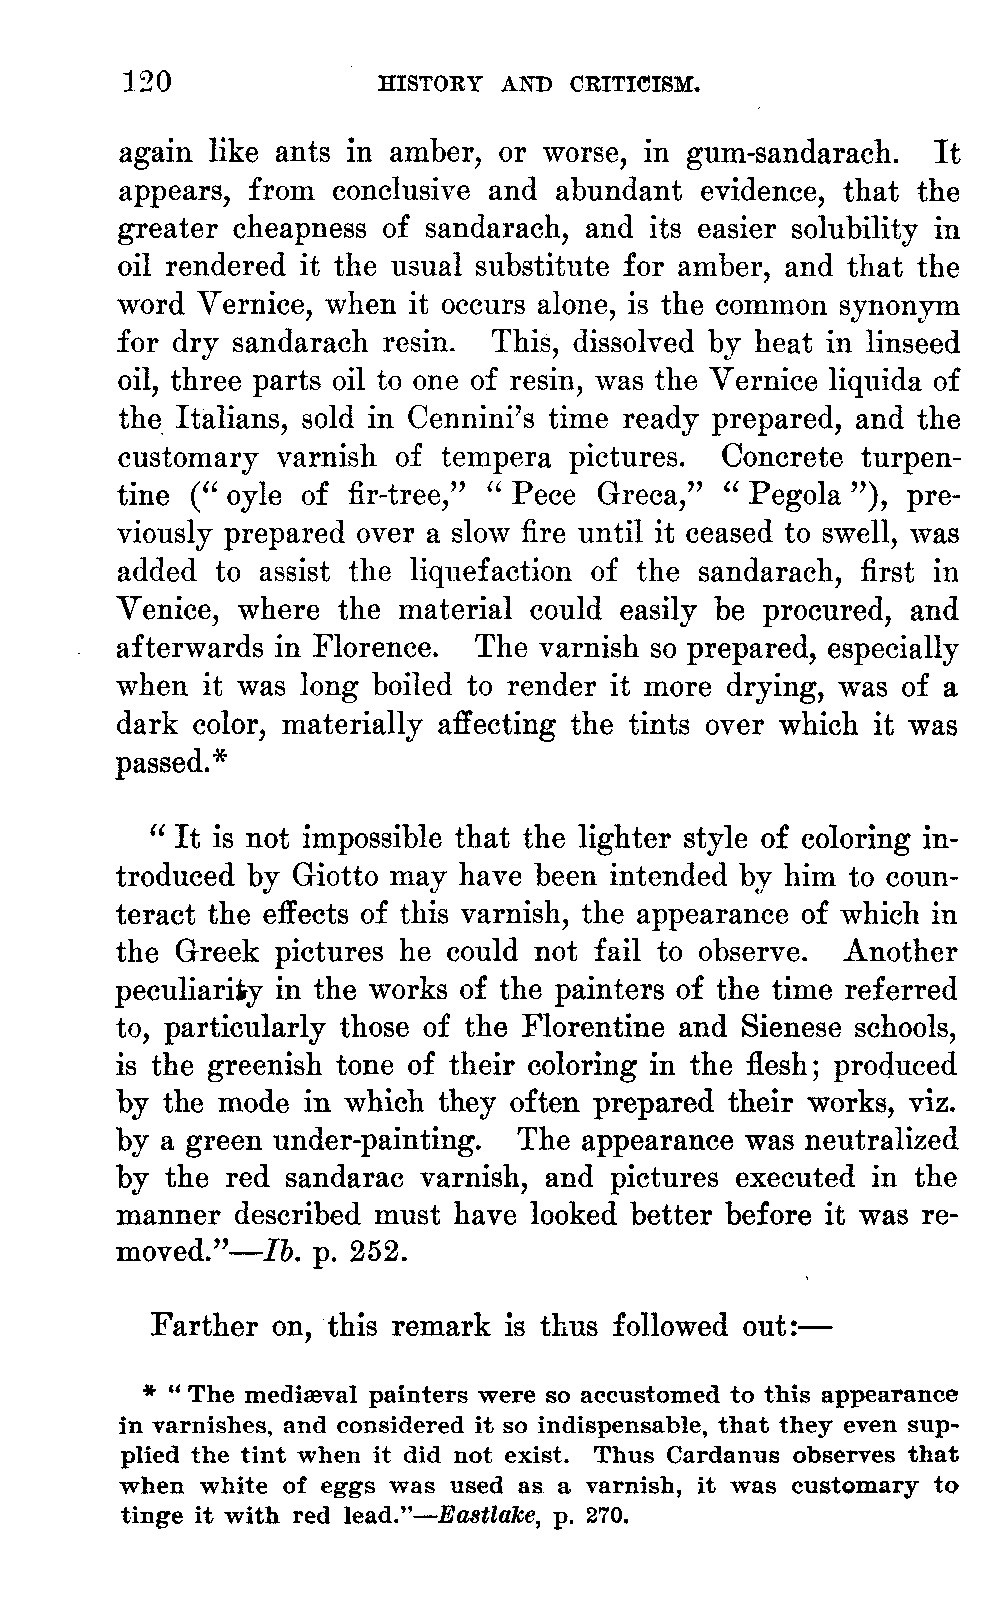 120 HISTORY AND CRITICISM.
again like ants in amber, or worse, in gum-sandarach. It
appears, from conclusive and abundant evidence, that the
greater cheapness of sandarach, and its easier solubility in
oil rendered it the usual substitute for amber, and that the
word Vernice, when it occurs alone, is the common synonym
for dry sandarach resin. This, dissolved by heat in linseed
oil, three parts oil to one of resin, was the Vernice liquida of
the Italians, sold in Cennini's time ready prepared, and the
customary varnish of tempera pictures. Concrete turpen-
tine (“oyle of fir-tree,” “Pece Greca,” “Pegola”), pre-
viously prepared over a slow fire until it ceased to swell, was
added to assist the liquefaction of the sandarach, first in
Venice, where the material could easily be procured, and
afterwards in Florence. The varnish so prepared, especially
when it was long boiled to render it more drying, was of a
dark color, materially affecting the tints over which it was
passed.*
“It is not impossible that the lighter style of coloring in-
troduced by Giotto may have been intended by him to coun-
teract the effects of this varnish, the appearance of which in
the Greek pictures he could not fail to observe. Another
peculiarity in the works of the painters of the time referred
to, particularly those of the Florentine and Sienese schools,
is the greenish tone of their coloring in the flesh; produced
by the mode in which they often prepared their works, viz.
by a green under-painting. The appearance was neutralized
by the red sandarac varnish, and pictures executed in the
manner described must have looked better before it was re-
moved.”—Ib. p. 252.
Farther on, this remark is thus followed out:—
* “The mediæval painters were so accustomed to this appearance
in varnishes, and considered it so indispensable, that they even sup-
plied the tint when it did not exist. Thus Cardanus observes that
when white of eggs was used as a varnish, it was customary to
tinge it with red lead.”—Eastlake, p. 270.